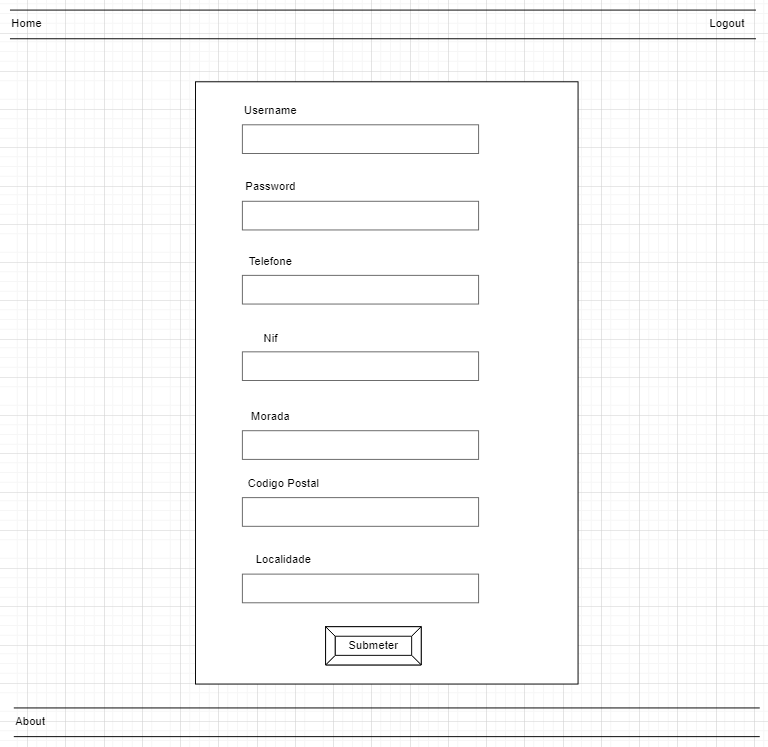 Home
Logout
Username
Password
Telefone
Nif
Morada
Codigo Postal
Localidade
Submeter
About